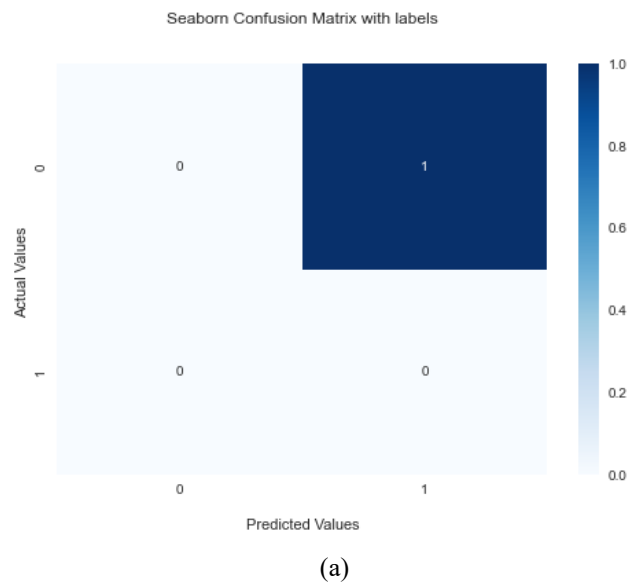 Seaborn Confusion Matrix with labels
1.0
0 0 1
0.8
0.6
Actual Values
0.4
1 0 0
0.2
0.0
0 1
Predicted Values
(a)